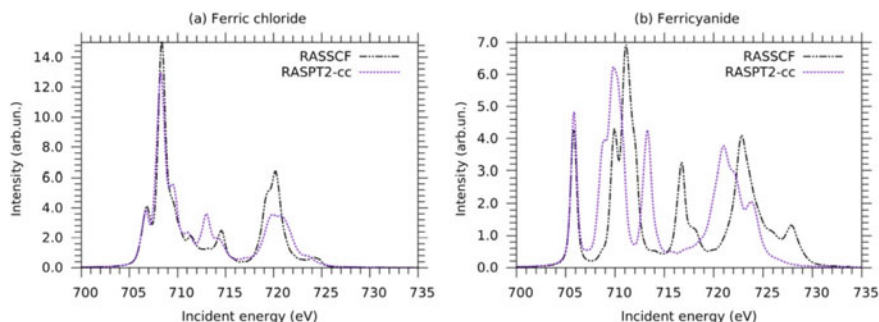 (a) Ferric chloride
RASSCF
RASPT2-cc
14.0
12.0
10.0
8.0
6.0
4.0
2.0
0.0
Intensity (arb.un.)
700 705 710 715 720 725 730 735
Incident energy (eV)
(b) Ferricyanide
RASSCF
RASPT2-cc
7.0
6.0
5.0
4.0
3.0
2.0
1.0
0.0
Intensity (arb.un.)
700 705 710 715 720 725 730 735
Incident energy (eV)